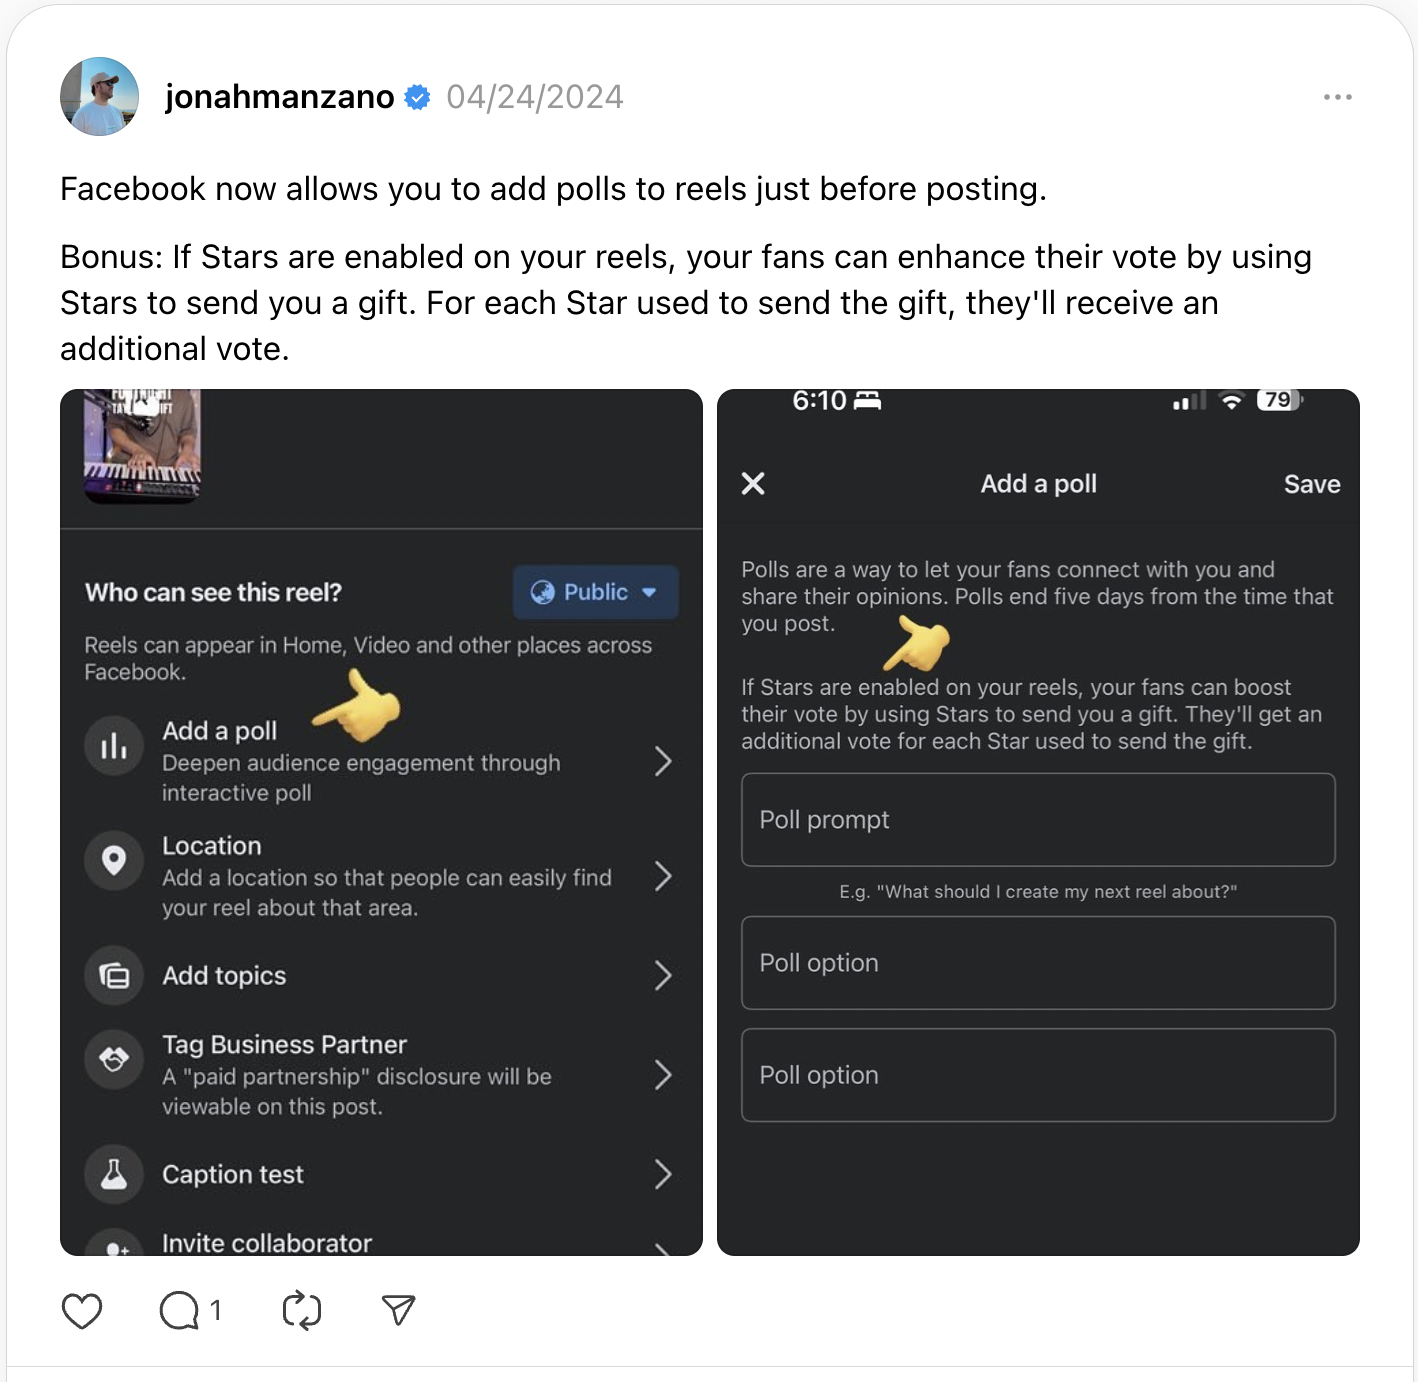 jonahmanzano 04/24/2024
Facebook now allows you to add polls to reels just before posting.
Bonus: If Stars are enabled on your reels, your fans can enhance their vote by using
Stars to send you a gift. For each Star used to send the gift, they'll receive an
additional vote.
Who can see this reel?
Public
Reels can appear in Home, Video and other places across
Facebook.
Add a poll
Deepen audience engagement through
interactive poll
Location
Add a location so that people can easily find
your reel about that area.
Add topics
Tag Business Partner
A "paid partnership" disclosure will be
viewable on this post.
Caption test
Invite collaborator
6:10 79
Add a poll Save
Polls are a way to let your fans connect with you and
share their opinions. Polls end five days from the time that
you post.
If Stars are enabled on your reels, your fans can boost
their vote by using Stars to send you a gift. They'll get an
additional vote for each Star used to send the gift.
Poll prompt
E.g. "What should I create my next reel about?"
Poll option
Poll option
1